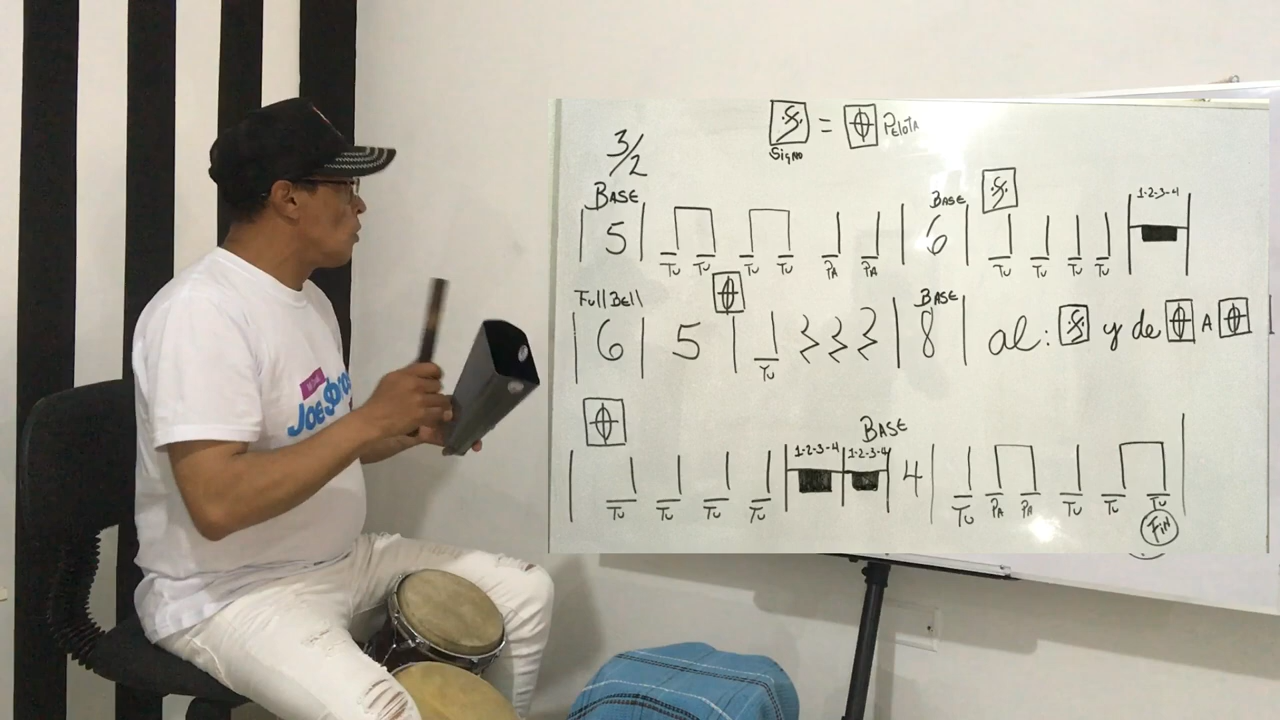 = Pelota
Signo
3/2
Base Base 1-2-3-4
| 5 | | 6 |
Tu Tu Tu Tu Pa Pa Tu Tu Tu Tu
Full Bell Base
| 6 | 5 | | 8 | al: y de A
Tu
Base
1-2-3-4 1-2-3-4
4
Tu Tu Tu Tu Tu Pa Pa Tu Tu Tu
Fin
Joe